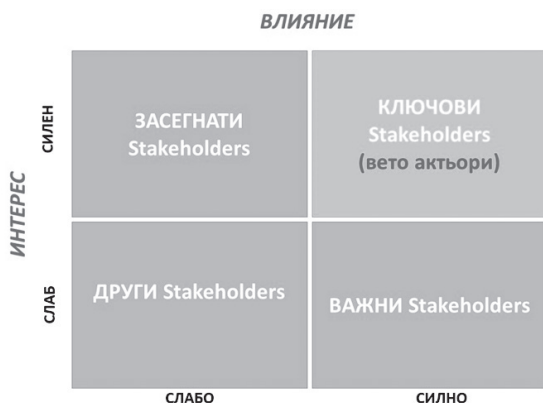 ВЛИЯНИЕ
ИНТЕРЕС
СИЛЕН
ЗАСЕГНАТИ
Stakeholders
КЛЮЧОВИ
Stakeholders
(вето актьори)
СЛАБ
ДРУГИ Stakeholders
ВАЖНИ Stakeholders
СЛАБО
СИЛНО